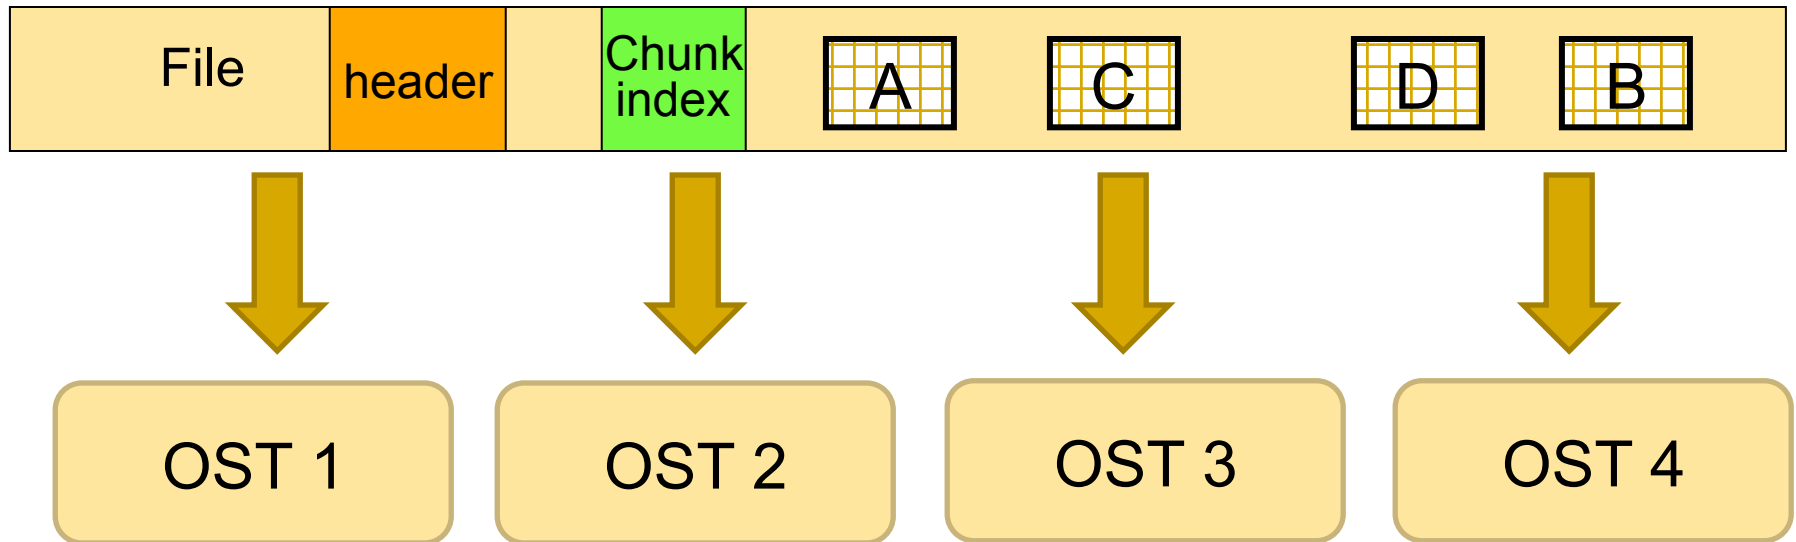 File
header
Chunk
index
A
C
D
B
OST 1
OST 2
OST 3
OST 4